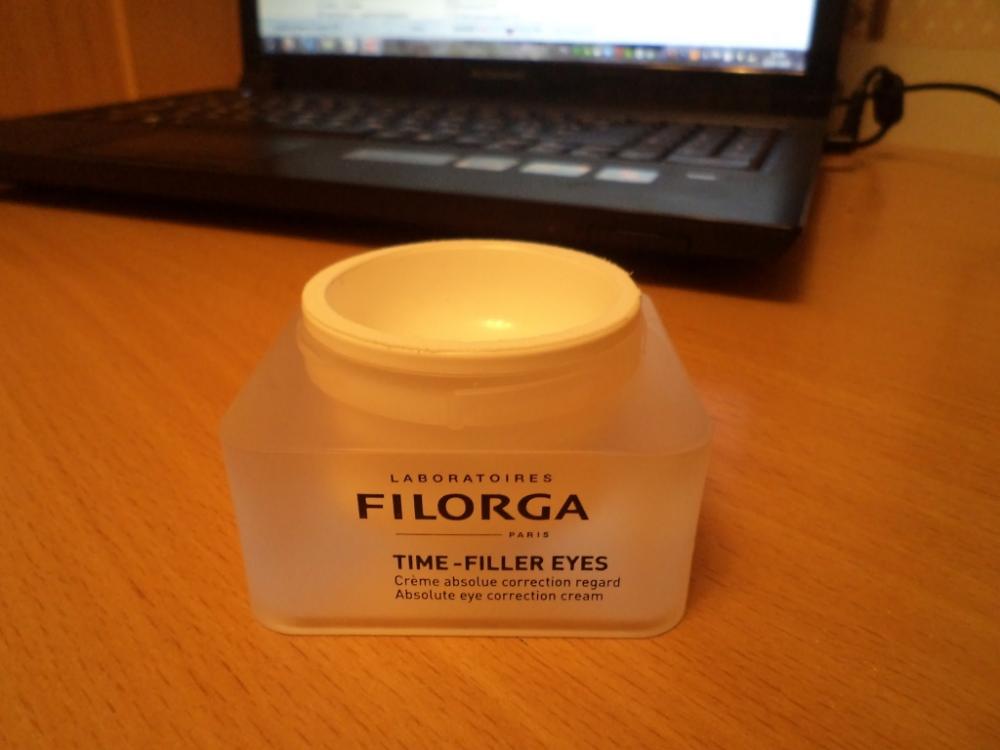 LABORATOIRES
FILORGA
PARIS
TIME-FILLER EYES
Crème absolue correction regard
Absolute eye correction cream